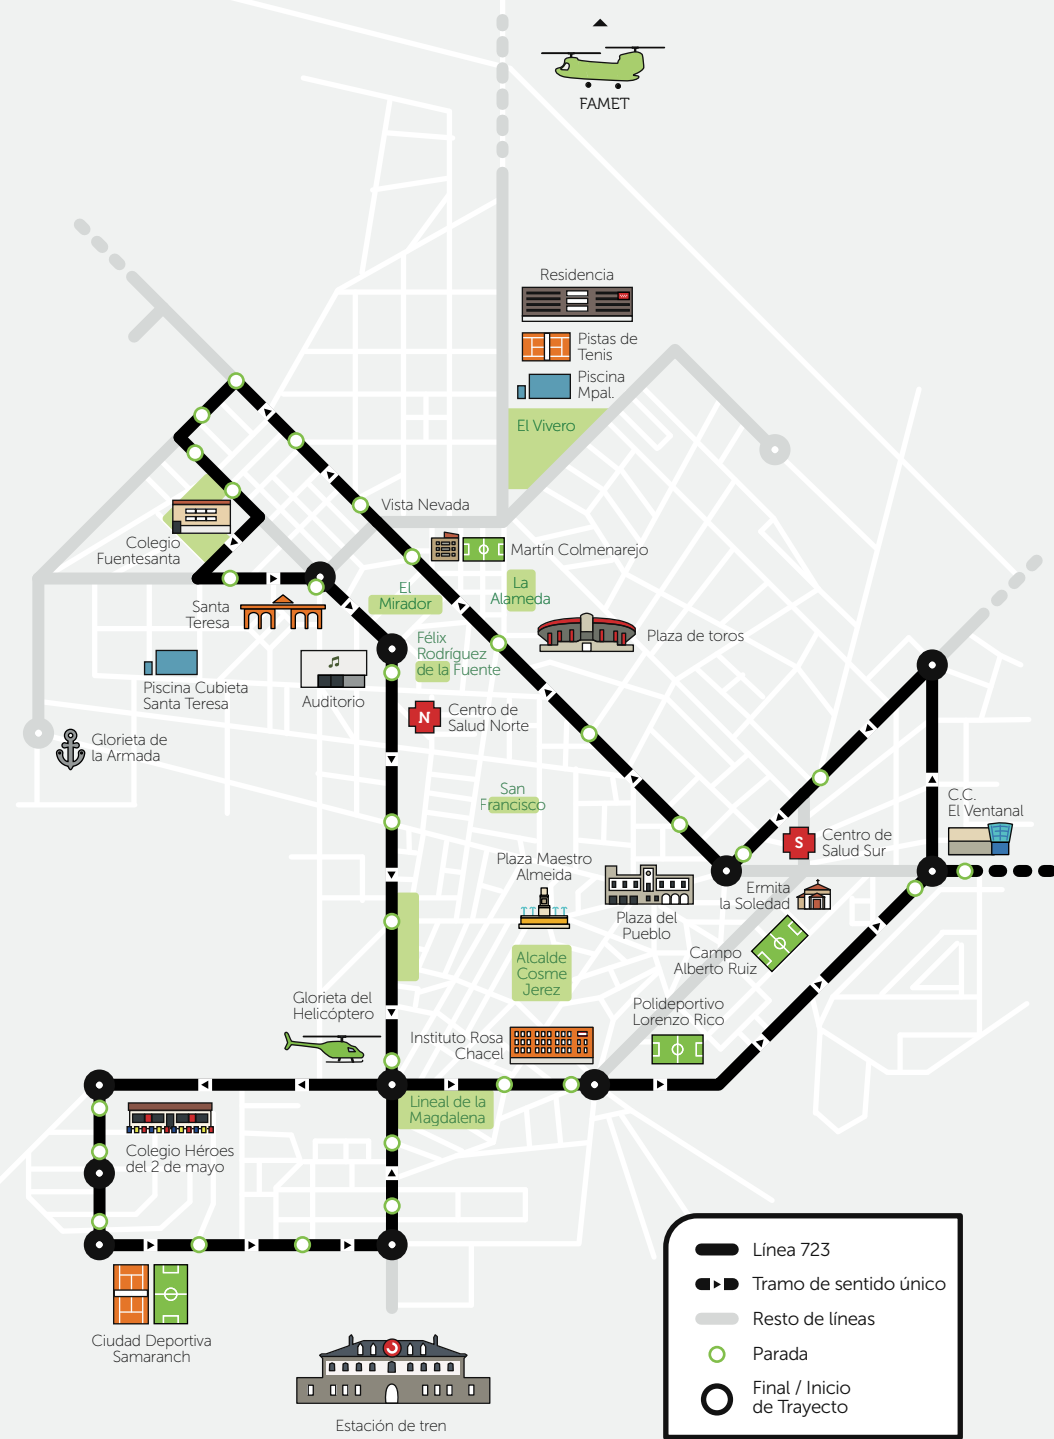 FAMET
Residencia
Pistas de
Tenis
Piscina
Mpal.
El Vivero
Vista Nevada
Martín Colmenarejo
Colegio
Fuentesanta
El
Mirador
La
Alameda
Santa
Teresa
Plaza de toros
Félix
Rodríguez
de la Fuente
Piscina Cubieta
Santa Teresa
Auditorio
N
Centro de
Salud Norte
Glorieta de
la Armada
San
Francisco
C.C.
El Ventanal
S
Centro de
Salud Sur
Plaza Maestro
Almeida
Plaza del
Pueblo
Ermita
la Soledad
Campo
Alberto Ruiz
Alcalde
Cosme
Jerez
Glorieta del
Helicóptero
Instituto Rosa
Chacel
Polideportivo
Lorenzo Rico
Lineal de la
Magdalena
Colegio Héroes
del 2 de mayo
Ciudad Deportiva
Samaranch
Estación de tren
Línea 723
Tramo de sentido único
Resto de líneas
Parada
Final / Inicio
de Trayecto